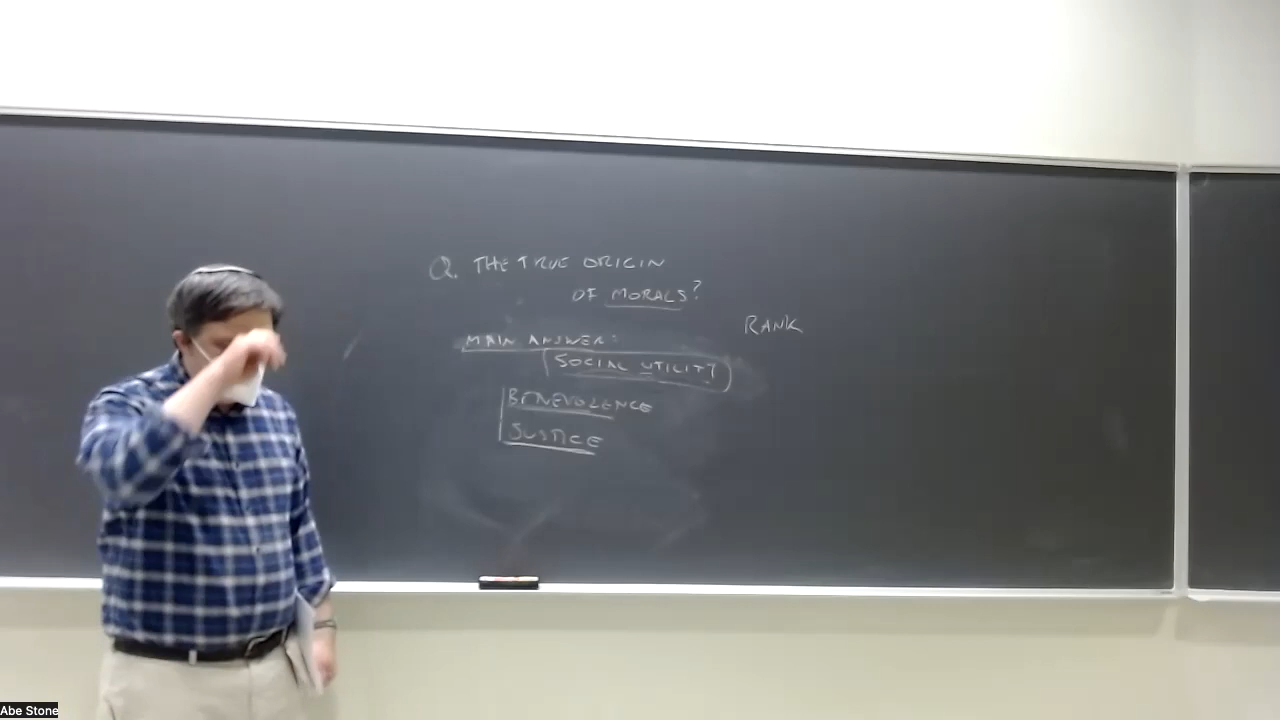 Q. THE TRUE ORIGIN
OF MORALS?
RANK
MAIN ANSWER:
SOCIAL UTILITY
BENEVOLENCE
JUSTICE
Abe Stone